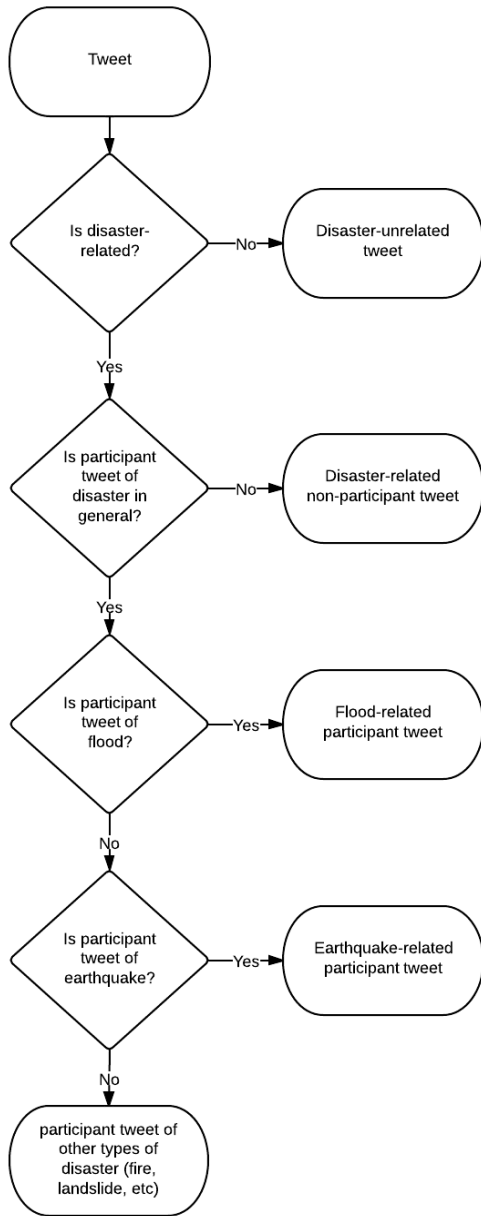 Tweet
Is disaster-
related?
No
Disaster-unrelated
tweet
Yes
Is participant
tweet of
disaster in
general?
No
Disaster-related
non-participant tweet
Yes
Is participant
tweet of
flood?
Yes
Flood-related
participant tweet
No
Is participant
tweet of
earthquake?
Yes
Earthquake-related
participant tweet
No
participant tweet of
other types of
disaster (fire,
landslide, etc)